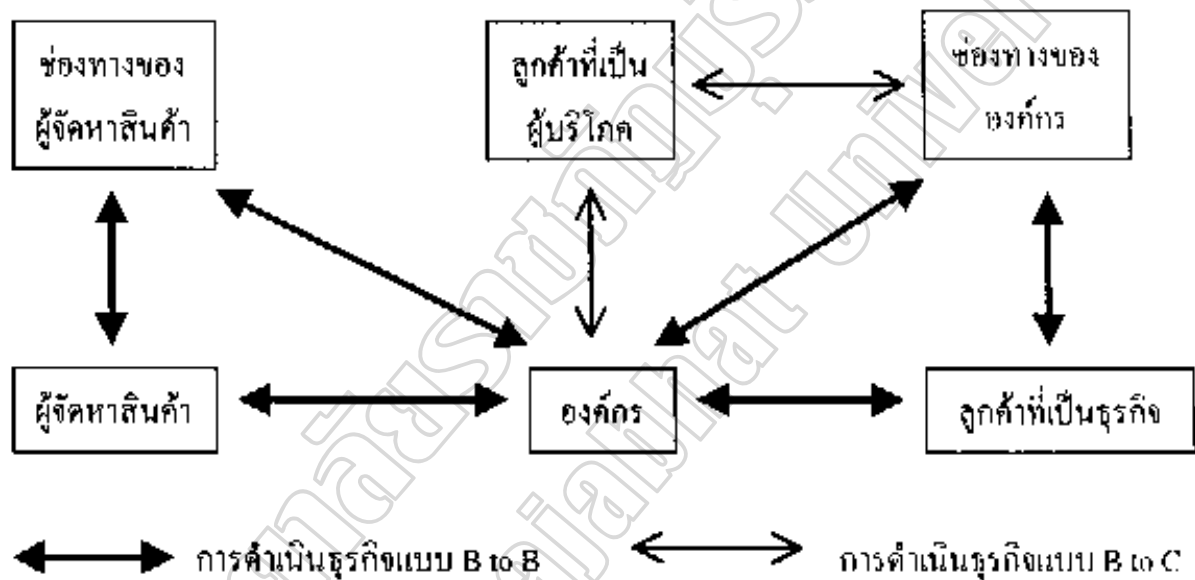 ช่องทางของ
ผู้จัดหาสินค้า
ลูกค้าที่เป็น
ผู้บริโภค
ช่องทางของ
องค์กร
ผู้จัดหาสินค้า
องค์กร
ลูกค้าที่เป็นธุรกิจ
การดำเนินธุรกิจแบบ B to B
การดำเนินธุรกิจแบบ B to C